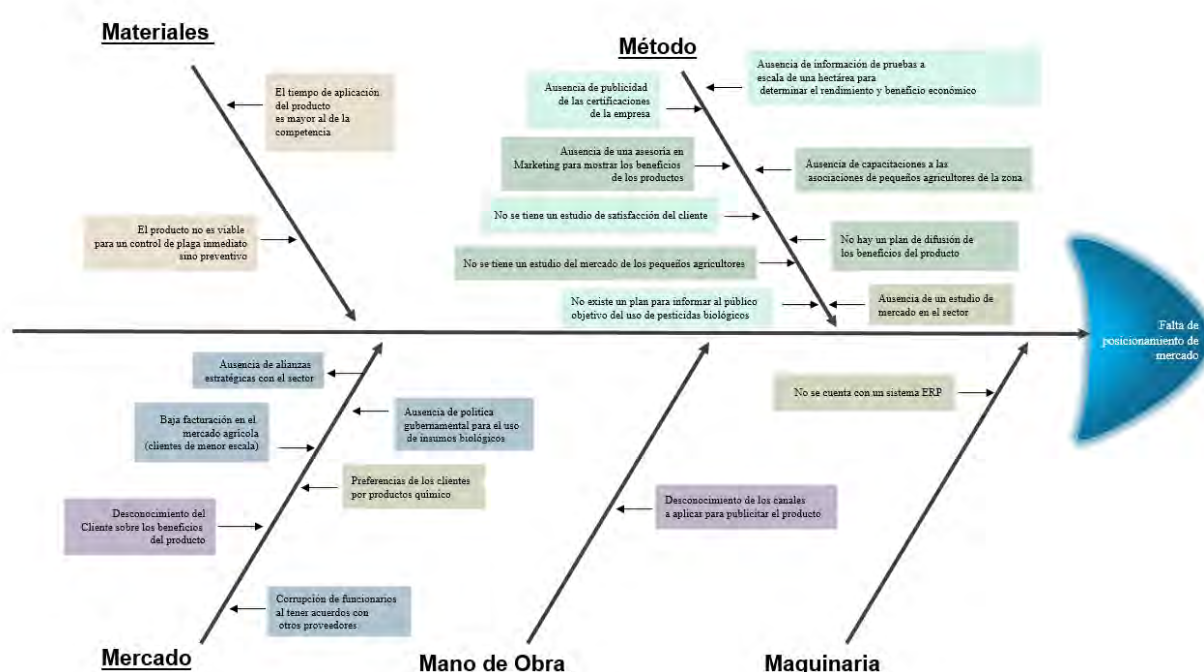 Materiales
El tiempo de aplicación
del producto
es mayor al de la
competencia
El producto no es viable
para un control de plaga inmediato
sino preventivo
Método
Ausencia de publicidad
de las certificaciones
de la empresa
Ausencia de información de pruebas a
escala de una hectárea para
determinar el rendimiento y beneficio económico
Ausencia de una asesoría en
Marketing para mostrar los beneficios
de los productos
Ausencia de capacitaciones a las
asociaciones de pequeños agricultores de la zona
No se tiene un estudio de satisfacción del cliente
No hay un plan de difusión de
los beneficios del producto
No se tiene un estudio del mercado de los pequeños agricultores
No existe un plan para informar al público
objetivo del uso de pesticidas biológicos
Ausencia de un estudio de
mercado en el sector
Falta de
posicionamiento de
mercado
Ausencia de alianzas
estratégicas con el sector
Ausencia de política
gubernamental para el uso
de insumos biológicos
Baja facturación en el
mercado agrícola
(clientes de menor escala)
Preferencias de los clientes
por productos químico
Desconocimiento del
Cliente sobre los beneficios
del producto
Corrupción de funcionarios
al tener acuerdos con
otros proveedores
Mercado
Desconocimiento de los canales
a aplicar para publicitar el producto
Mano de Obra
No se cuenta con un sistema ERP
Maquinaria